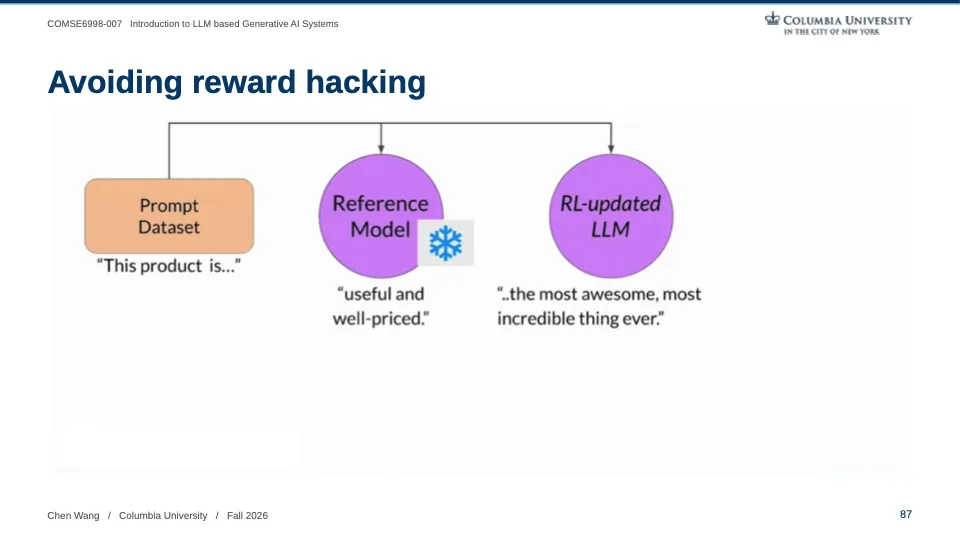 COMSE6998-007 Introduction to LLM based Generative AI Systems
COLUMBIA UNIVERSITY
IN THE CITY OF NEW YORK
Avoiding reward hacking
Prompt
Dataset
“This product is...”
Reference
Model
“useful and
well-priced.”
RL-updated
LLM
“..the most awesome, most
incredible thing ever.”
Chen Wang / Columbia University / Fall 2026
87